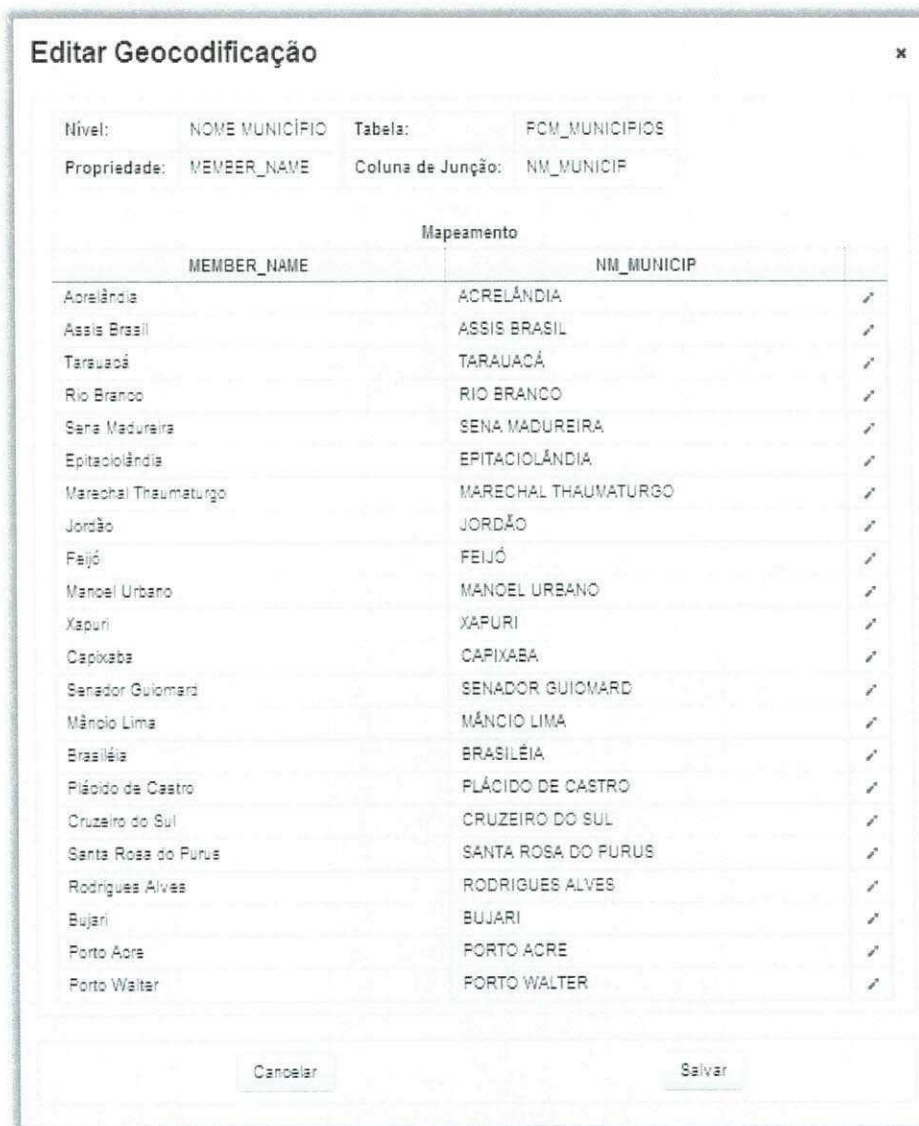 Editar Geocodificação ×
Nível: NOME MUNICÍPIO Tabela: PCM_MUNICIPIOS
Propriedade: MEMBER_NAME Coluna de Junção: NM_MUNICIP
Mapeamento
MEMBER_NAME NM_MUNICIP
Acrelândia ACRELÂNDIA
Assis Brasil ASSIS BRASIL
Tarauacá TARAUACÁ
Rio Branco RIO BRANCO
Sena Madureira SENA MADUREIRA
Epitaciolândia EPITACIOLÂNDIA
Marechal Thaumaturgo MARECHAL THAUMATURGO
Jordão JORDÃO
Feijó FEIJÓ
Manoel Urbano MANOEL URBANO
Xapuri XAPURI
Capixaba CAPIXABA
Senador Guiomard SENADOR GUIOMARD
Mâncio Lima MÂNCIO LIMA
Brasiléia BRASILÉIA
Plácido de Castro PLÁCIDO DE CASTRO
Cruzeiro do Sul CRUZEIRO DO SUL
Santa Rosa do Purus SANTA ROSA DO PURUS
Rodrigues Alves RODRIGUES ALVES
Bujari BUJARI
Porto Acre PORTO ACRE
Porto Walter PORTO WALTER
Cancelar Salvar